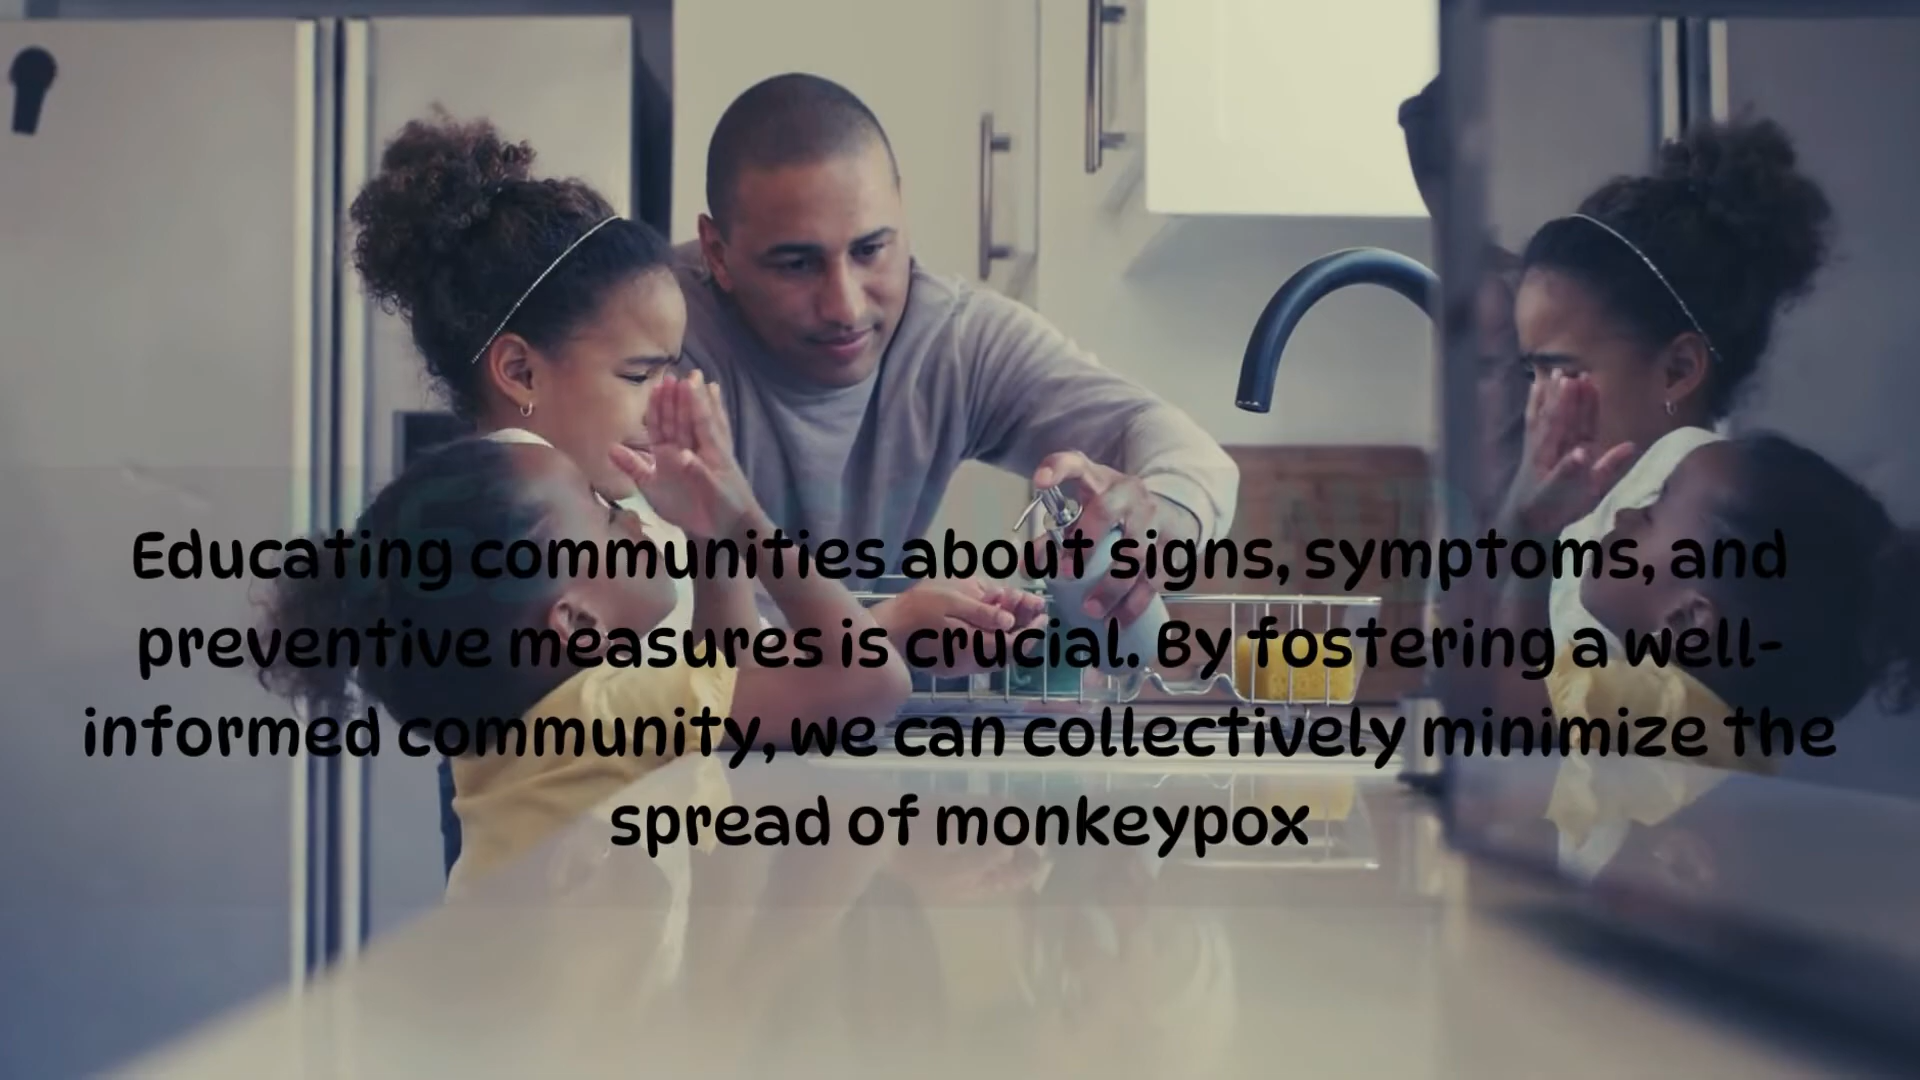 Educating communities about signs, symptoms, and
preventive measures is crucial. By fostering a well-
informed community, we can collectively minimize the
spread of monkeypox